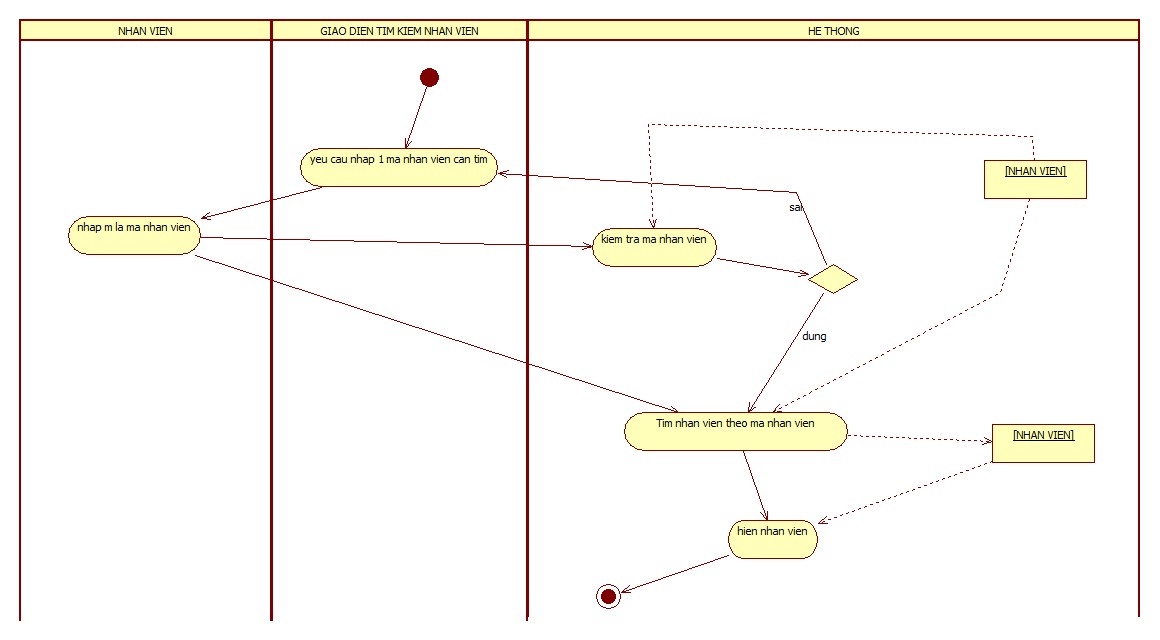 NHAN VIEN
GIAO DIEN TIM KIEM NHAN VIEN
HE THONG
yeu cau nhap 1 ma nhan vien can tim
[NHAN VIEN]
sai
nhap m la ma nhan vien
kiem tra ma nhan vien
dung
Tim nhan vien theo ma nhan vien
[NHAN VIEN]
hien nhan vien